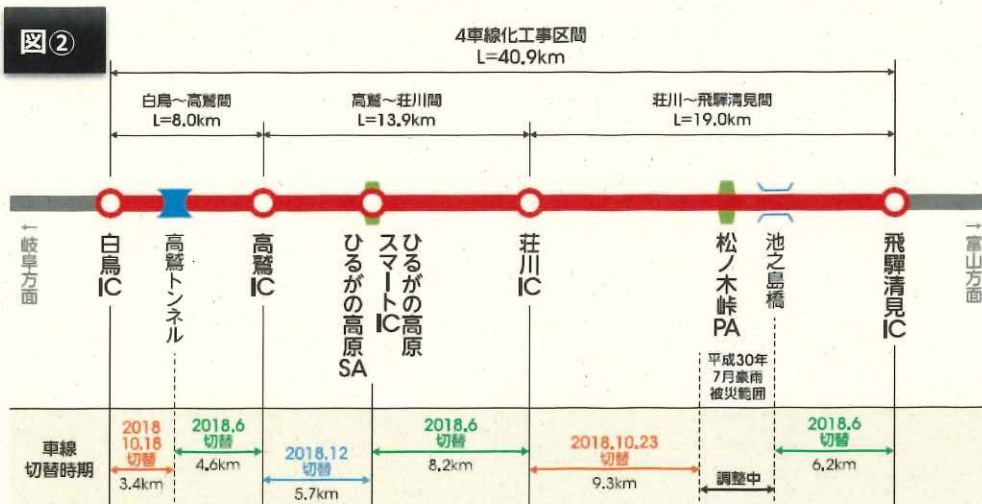 図②
4車線化工事区間
L=40.9km
白鳥～高鷲間
L=8.0km
高鷲～荘川間
L=13.9km
荘川～飛驒清見間
L=19.0km
←岐阜方面
白鳥IC
高鷲トンネル
高鷲IC
ひるがの高原SA
ひるがの高原
スマートIC
荘川IC
松ノ木峠PA
池之島橋
飛驒清見IC
→富山方面
平成30年
7月豪雨
被災範囲
車線
切替時期
2018
10.18
切替
3.4km
2018.6
切替
4.6km
2018.12
切替
5.7km
2018.6
切替
8.2km
2018.10.23
切替
9.3km
調整中
2018.6
切替
6.2km